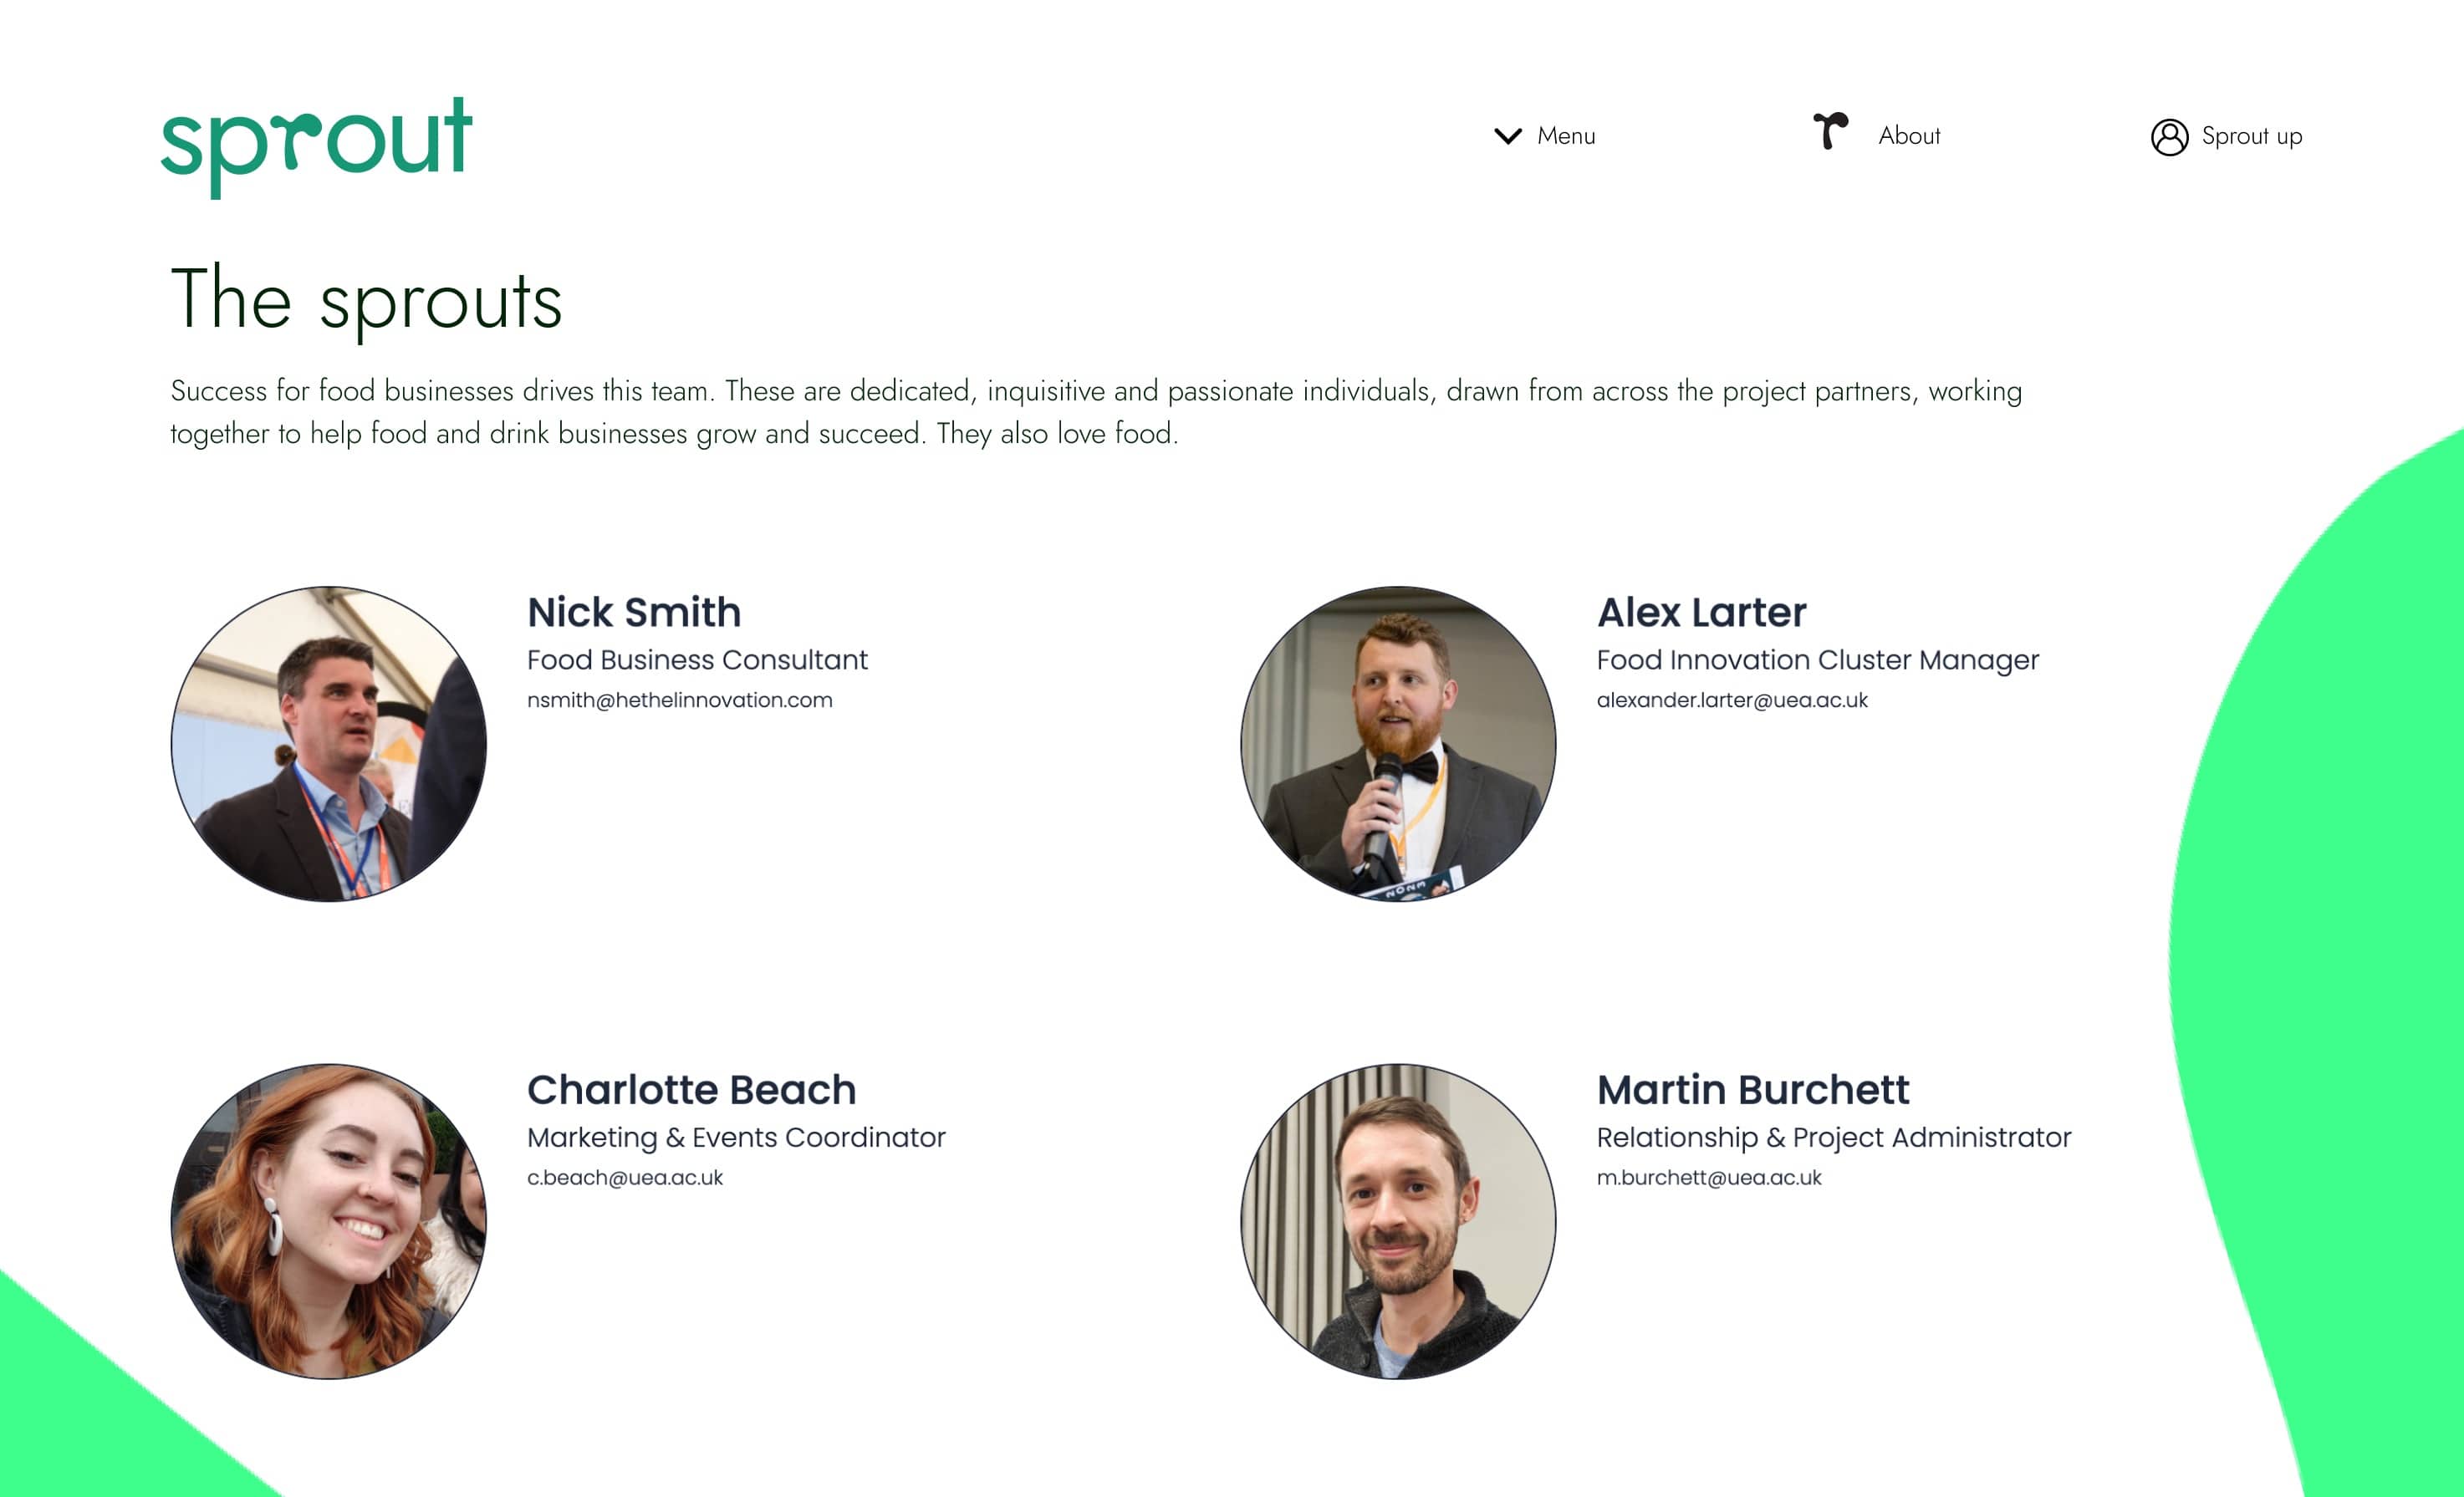 sprout
Menu
About
Sprout up
The sprouts
Success for food businesses drives this team. These are dedicated, inquisitive and passionate individuals, drawn from across the project partners, working
together to help food and drink businesses grow and succeed. They also love food.
Nick Smith
Food Business Consultant
nsmith@hethelinnovation.com
Alex Larter
Food Innovation Cluster Manager
alexander.larter@uea.ac.uk
Charlotte Beach
Marketing & Events Coordinator
c.beach@uea.ac.uk
Martin Burchett
Relationship & Project Administrator
m.burchett@uea.ac.uk